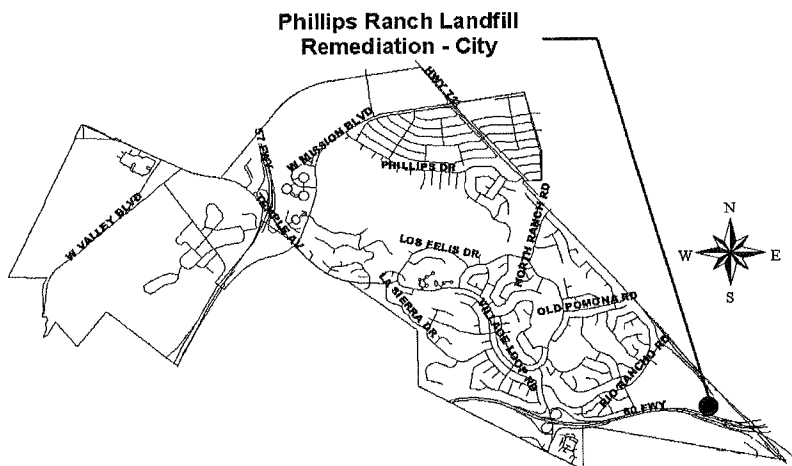 Phillips Ranch Landfill
Remediation - City
HWY 71
57 FWY
W MISSION BLVD
PHILLIPS DR
W VALLEY BLVD
TEMPLE AV
NORTH RANCH RD
LOS FELIS DR
LA SIERRA DR
VILLAGE LOOP RD
OLD POMONA RD
RIO RANCHO RD
60 FWY
N
W
E
S